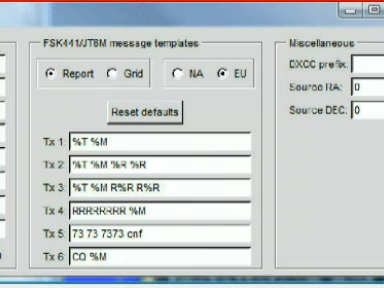 FSK441/JT6M message templates
Report Grid NA EU
Reset defaults
Tx 1: %T %M
Tx 2: %T %M %R %R
Tx 3: %T %M R%R R%R
Tx 4: RRRRRRRR %M
Tx 5: 73 73 7373 cnf
Tx 6: CQ %M
Miscellaneous
DXCC prefix:
Source RA: 0
Source DEC: 0